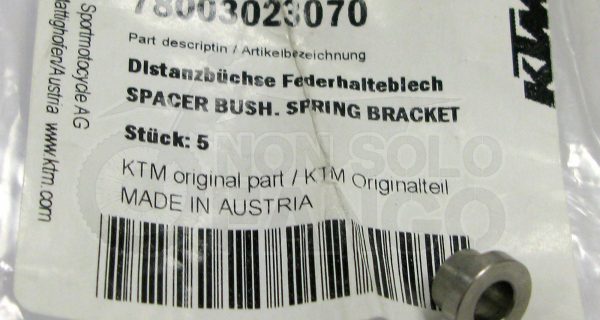 78003023070
Part descriptin / Artikelbezeichnung
Distanzbüchse Federhalteblech
SPACER BUSH. SPRING BRACKET
Stück: 5
KTM original part / KTM Originalteil
MADE IN AUSTRIA
Sportmotocycle AG
Mattighofen/Austria
www.ktm.com
KTM
NON SOLO